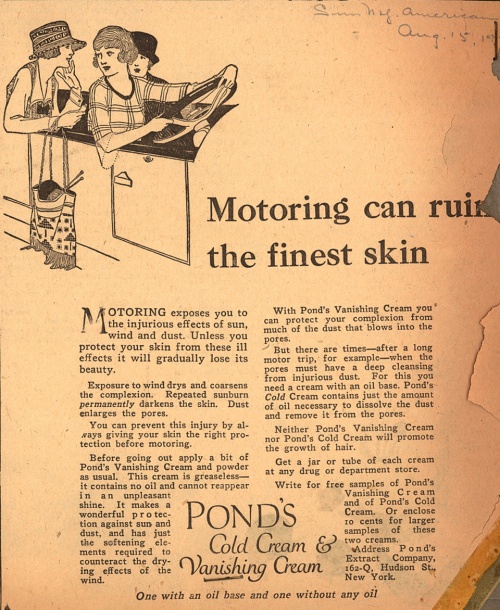 Aug. 15, 19
Motoring can ruin
the finest skin
MOTORING exposes you to
the injurious effects of sun,
wind and dust. Unless you
protect your skin from these ill
effects it will gradually lose its
beauty.
Exposure to wind drys and coarsens
the complexion. Repeated sunburn
permanently darkens the skin. Dust
enlarges the pores.
You can prevent this injury by al-
ways giving your skin the right pro-
tection before motoring.
Before going out apply a bit of
Pond's Vanishing Cream and powder
as usual. This cream is greaseless—
it contains no oil and cannot reappear
in an unpleasant
shine. It makes a
wonderful protec-
tion against sun and
dust, and has just
the softening ele-
ments required to
counteract the dry-
ing effects of the
wind.
With Pond's Vanishing Cream you
can protect your complexion from
much of the dust that blows into the
pores.
But there are times—after a long
motor trip, for example—when the
pores must have a deep cleansing
from injurious dust. For this you
need a cream with an oil base. Pond's
Cold Cream contains just the amount
of oil necessary to dissolve the dust
and remove it from the pores.
Neither Pond's Vanishing Cream
nor Pond's Cold Cream will promote
the growth of hair.
Get a jar or tube of each cream
at any drug or department store.
Write for free samples of Pond's
Vanishing Cream
and of Pond's Cold
Cream. Or enclose
10 cents for larger
samples of these
two creams.
Address Pond's
Extract Company,
162-Q, Hudson St.,
New York.
POND'S
Cold Cream &
Vanishing Cream
One with an oil base and one without any oil